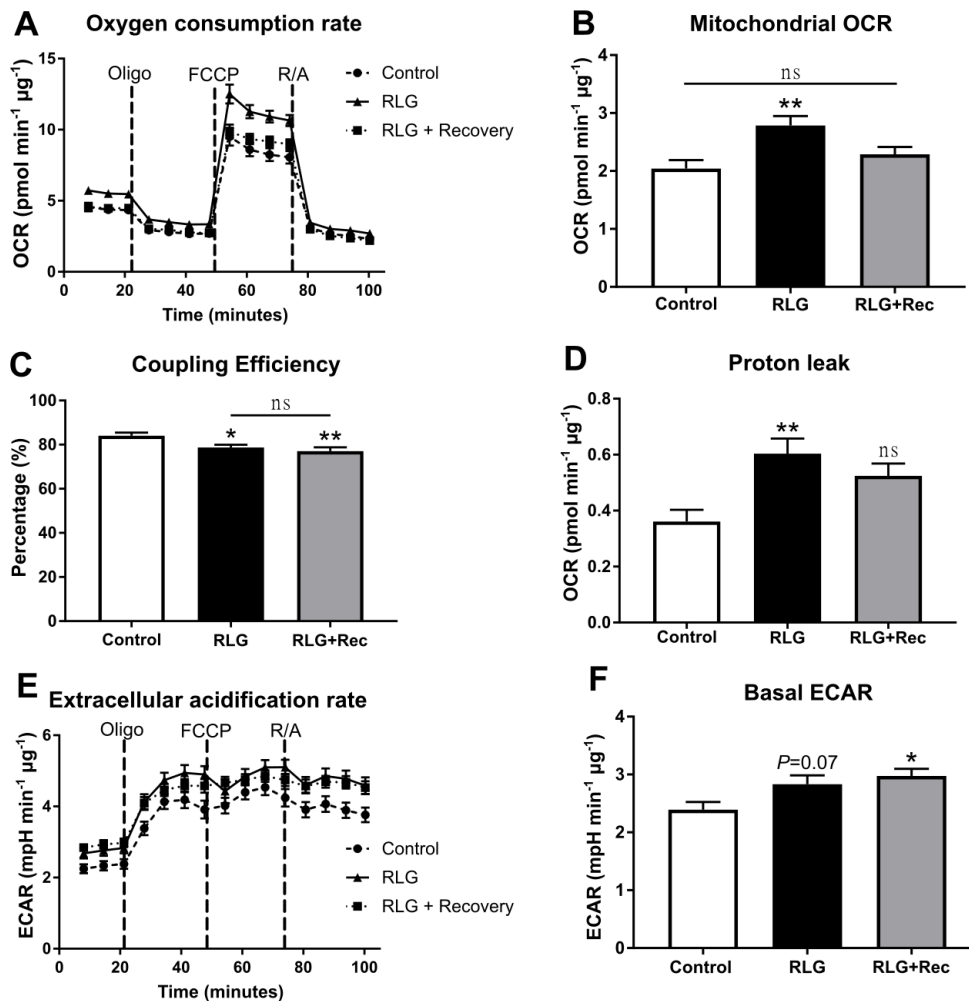 A Oxygen consumption rate
OCR (pmol min⁻¹ µg⁻¹)
15
10
5
0
Oligo
FCCP
R/A
Control
RLG
RLG + Recovery
0 20 40 60 80 100
Time (minutes)
B Mitochondrial OCR
OCR (pmol min⁻¹ µg⁻¹)
4
3
2
1
0
ns
**
Control RLG RLG+Rec
C Coupling Efficiency
Percentage (%)
100
80
60
40
20
0
ns
* **
Control RLG RLG+Rec
D Proton leak
OCR (pmol min⁻¹ µg⁻¹)
0.8
0.6
0.4
0.2
0.0
**
ns
Control RLG RLG+Rec
E Extracellular acidification rate
ECAR (mpH min⁻¹ µg⁻¹)
6
4
2
0
Oligo
FCCP
R/A
Control
RLG
RLG + Recovery
0 20 40 60 80 100
Time (minutes)
F Basal ECAR
ECAR (mpH min⁻¹ µg⁻¹)
4
3
2
1
0
P=0.07
*
Control RLG RLG+Rec